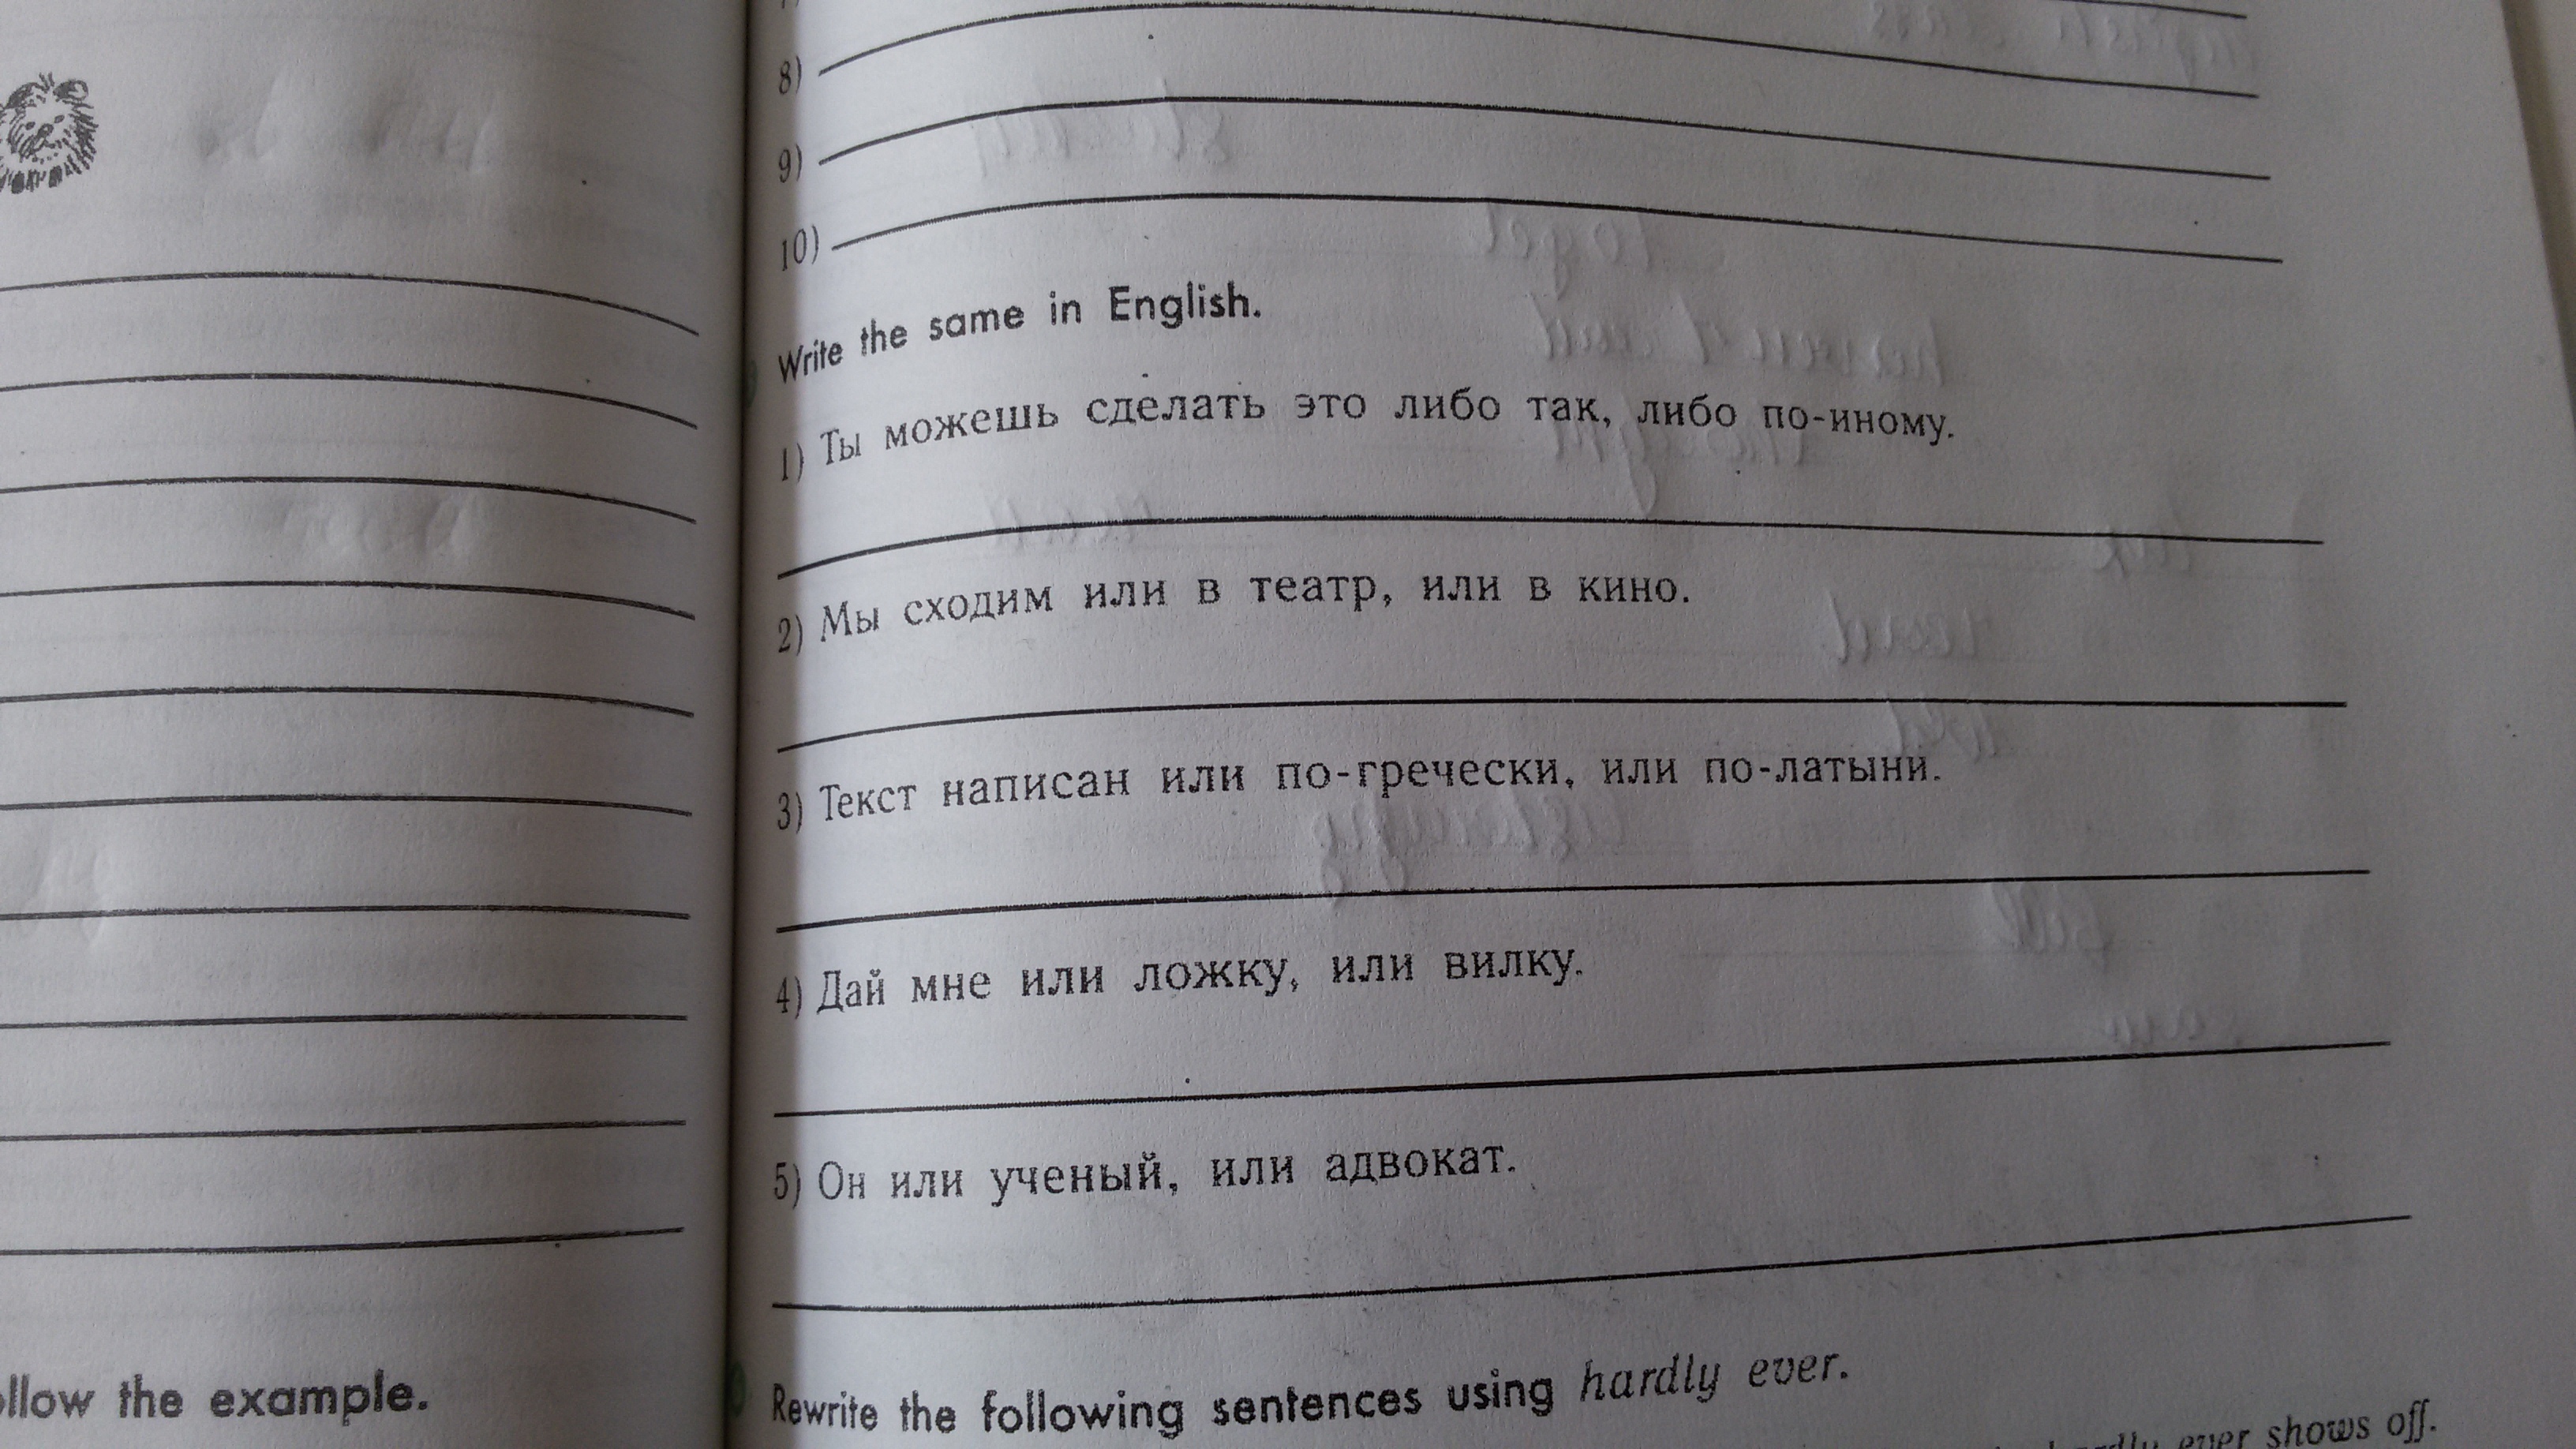 8)
9)
10)
Write the same in English.
1) Ты можешь сделать это либо так, либо по-иному.
2) Мы сходим или в театр, или в кино.
3) Текст написан или по-гречески, или по-латыни.
4) Дай мне или ложку, или вилку.
5) Он или ученый, или адвокат.
ollow the example.
Rewrite the following sentences using hardly ever.
ever shows off.